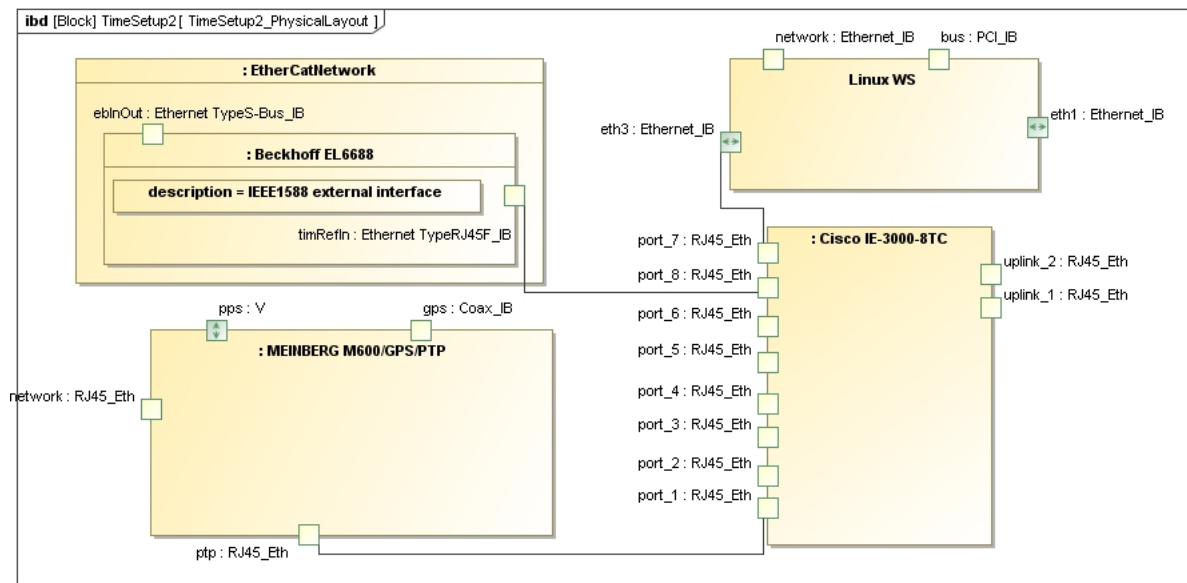 ibd [Block] TimeSetup2[ TimeSetup2_PhysicalLayout ]
network : Ethernet_IB
bus : PCI_IB
: EtherCatNetwork
Linux WS
ebInOut : Ethernet TypeS-Bus_IB
eth3 : Ethernet_IB
eth1 : Ethernet_IB
: Beckhoff EL6688
description = IEEE1588 external interface
timRefIn : Ethernet TypeRJ45F_IB
port_7 : RJ45_Eth
: Cisco IE-3000-8TC
uplink_2 : RJ45_Eth
port_8 : RJ45_Eth
uplink_1 : RJ45_Eth
pps : V
gps : Coax_IB
port_6 : RJ45_Eth
: MEINBERG M600/GPS/PTP
port_5 : RJ45_Eth
network : RJ45_Eth
port_4 : RJ45_Eth
port_3 : RJ45_Eth
port_2 : RJ45_Eth
port_1 : RJ45_Eth
ptp : RJ45_Eth